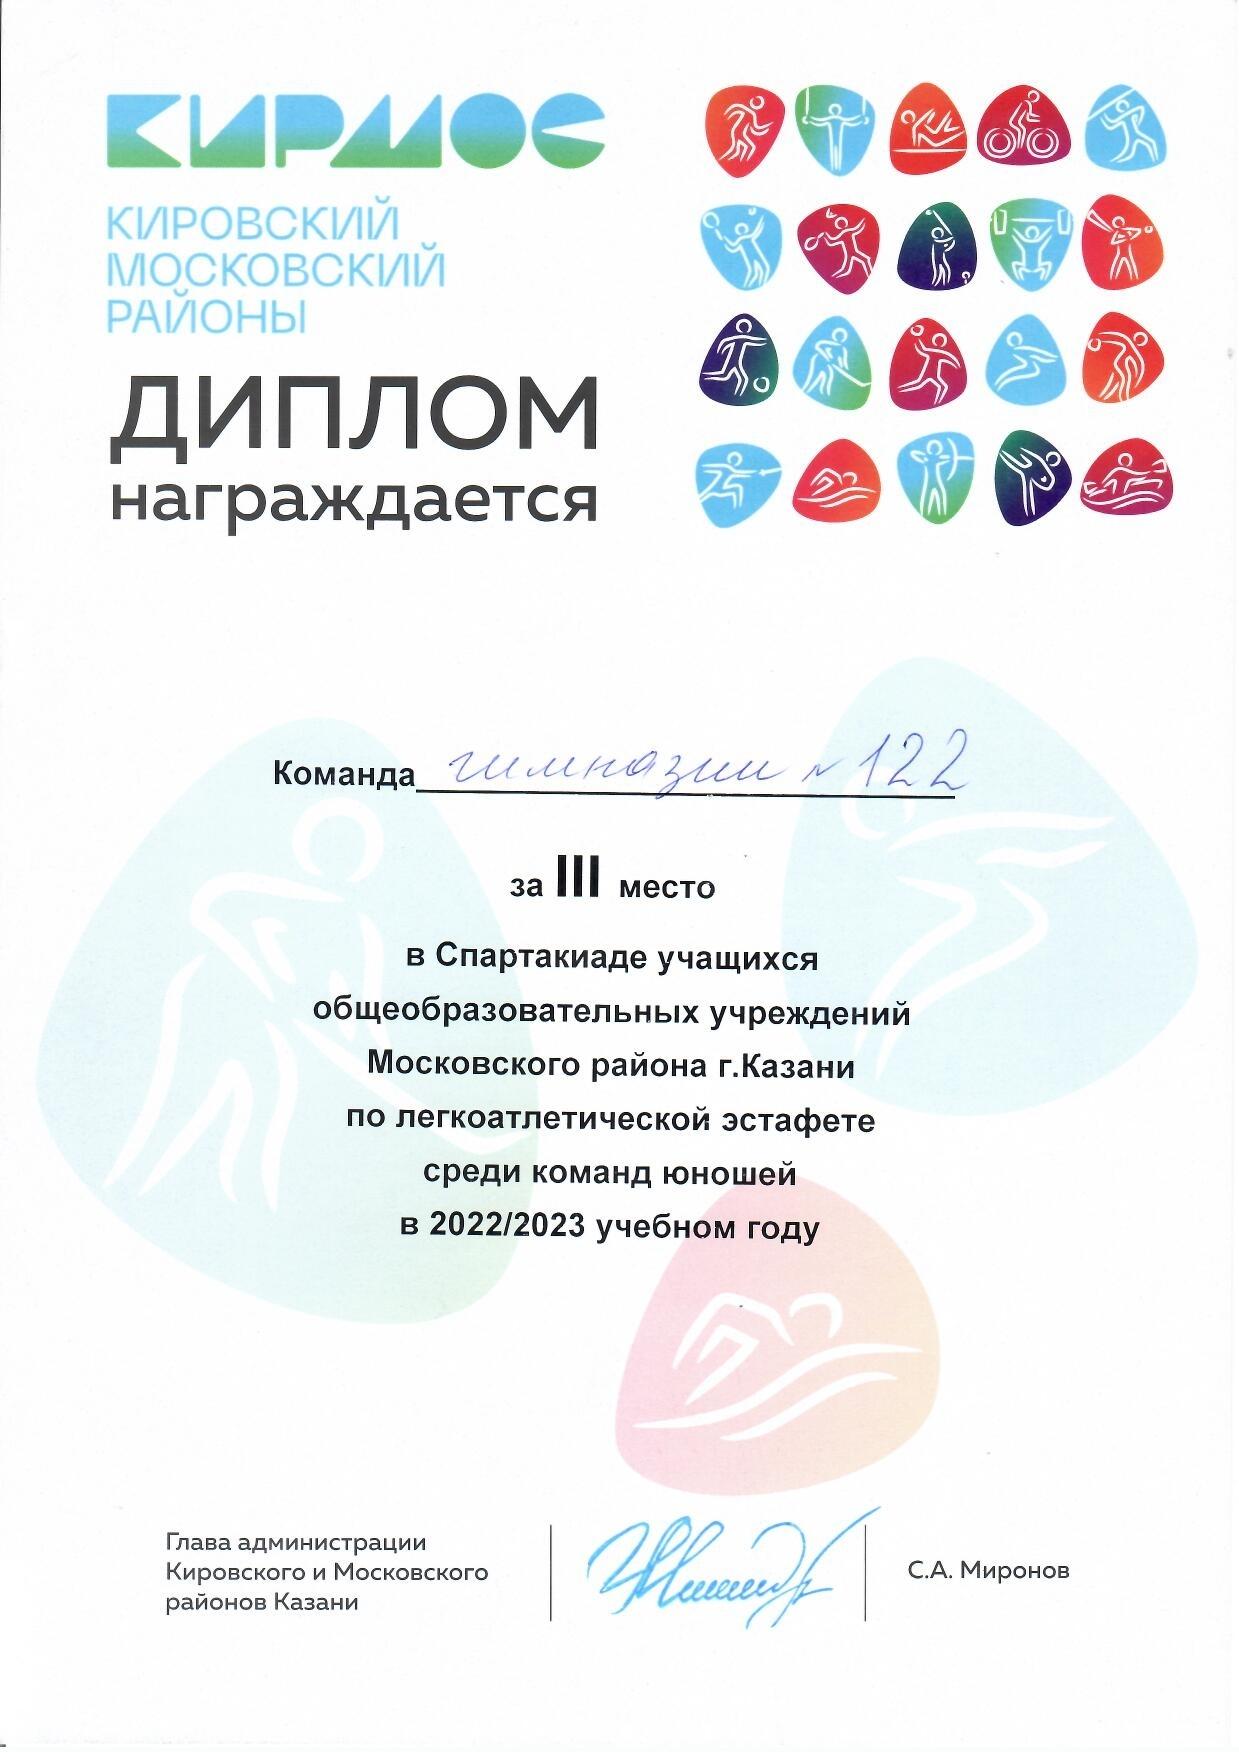 КИРМОС
КИРОВСКИЙ
МОСКОВСКИЙ
РАЙОНЫ
ДИПЛОМ
награждается
Команда гимназии № 122
за III место
в Спартакиаде учащихся
общеобразовательных учреждений
Московского района г.Казани
по легкоатлетической эстафете
среди команд юношей
в 2022/2023 учебном году
Глава администрации
Кировского и Московского
районов Казани
С.А. Миронов